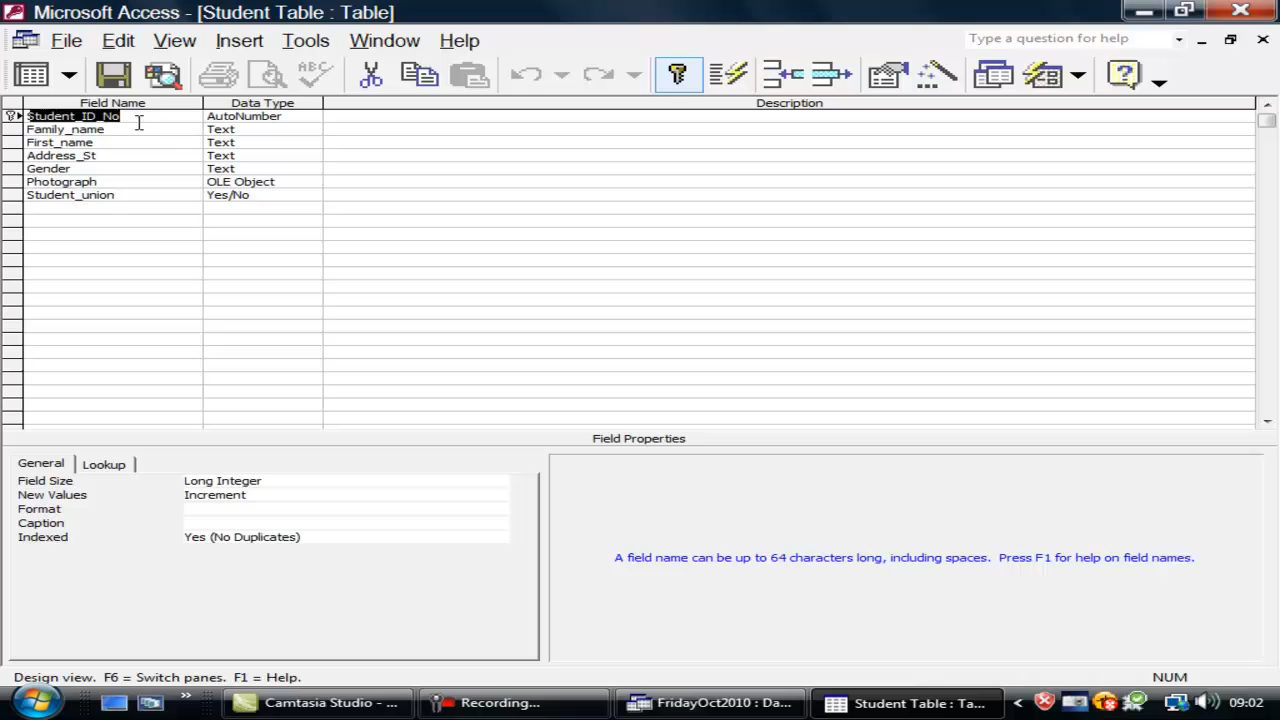 Microsoft Access - [Student Table : Table]
File Edit View Insert Tools Window Help
Type a question for help
ABC
Field Name Data Type Description
Student_ID_No AutoNumber
Family_name Text
First_name Text
Address_St Text
Gender Text
Photograph OLE Object
Student_union Yes/No
Field Properties
General Lookup
Field Size Long Integer
New Values Increment
Format
Caption
Indexed Yes (No Duplicates)
A field name can be up to 64 characters long, including spaces. Press F1 for help on field names.
Design view. F6 = Switch panes. F1 = Help.
NUM
Camtasia Studio - ...
Recording...
FridayOct2010 : Da...
Student Table : Ta...
09:02